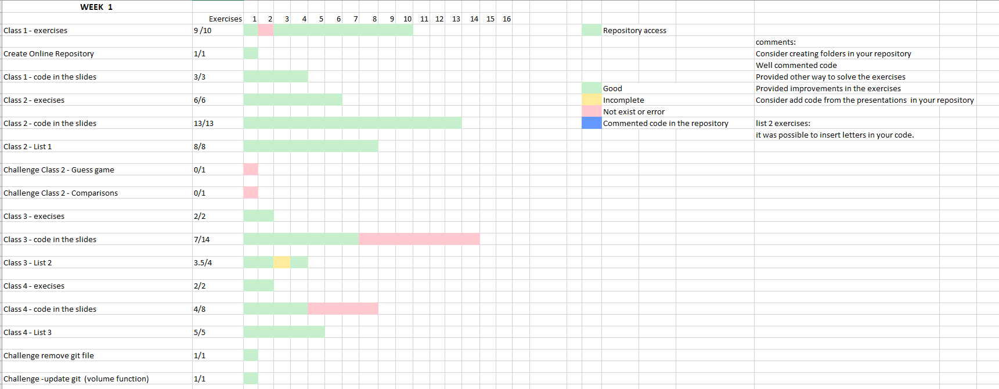 WEEK  1
Exercises 1 2 3 4 5 6 7 8 9 10 11 12 13 14 15 16
Class 1 - exercises 9 /10 Repository access
comments:
Create Online Repository 1/1 Consider creating folders in your repository
Well commented code
Class 1 - code in the slides 3/3 Provided other way to solve the exercises
Good Provided improvements in the exercises
Class 2 - execises 6/6 Incomplete Consider add code from the presentations  in your repository
Not exist or error
Class 2 - code in the slides 13/13 Commented code in the repository list 2 exercises:
it was possible to insert letters in your code.
Class 2 - List 1 8/8
Challenge Class 2 - Guess game 0/1
Challenge Class 2 - Comparisons 0/1
Class 3 - execises 2/2
Class 3 - code in the slides 7/14
Class 3 - List 2 3.5/4
Class 4 - execises 2/2
Class 4 - code in the slides 4/8
Class 4 - List 3 5/5
Challenge remove git file 1/1
Challenge -update git  (volume function) 1/1